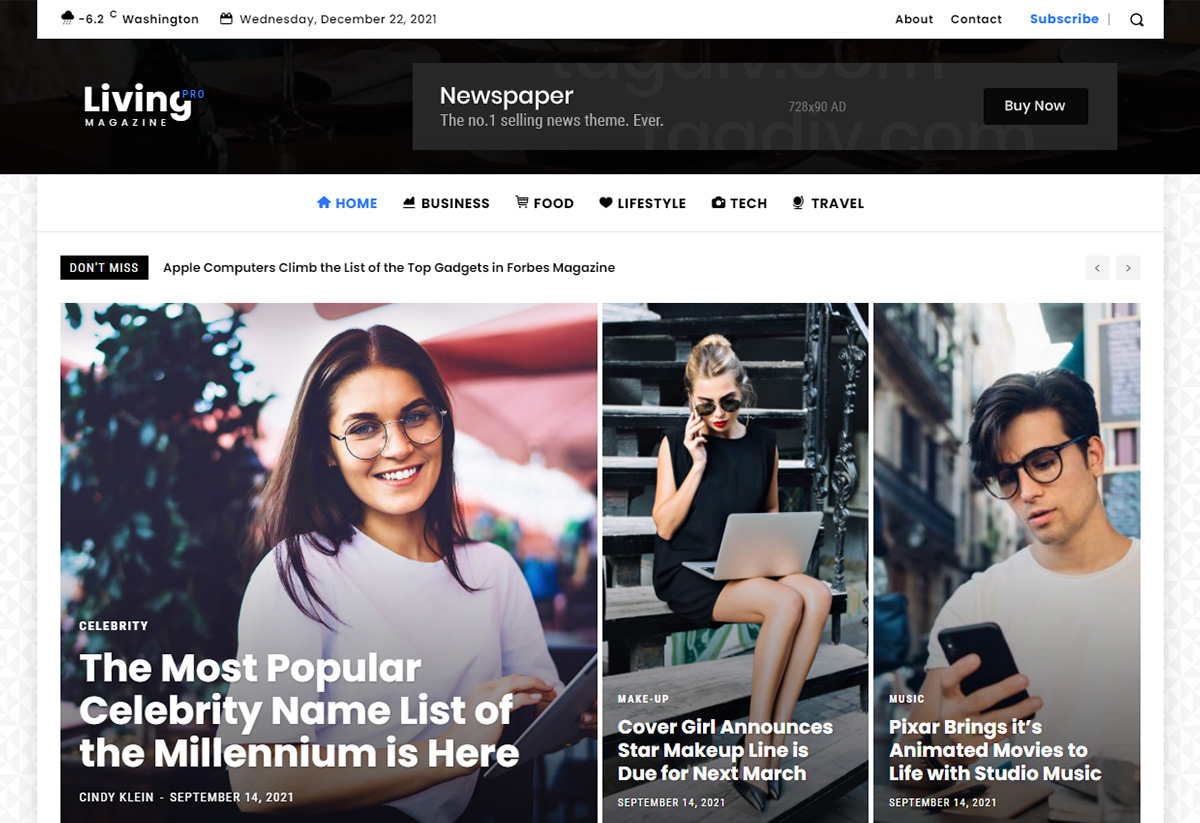 -6.2 C Washington
Wednesday, December 22, 2021
About
Contact
Subscribe
Living PRO
MAGAZINE
tagdiv.com
Newspaper
The no.1 selling news theme. Ever.
728x90 AD
Buy Now
tagdiv.com
HOME
BUSINESS
FOOD
LIFESTYLE
TECH
TRAVEL
DON'T MISS
Apple Computers Climb the List of the Top Gadgets in Forbes Magazine
CELEBRITY
The Most Popular
Celebrity Name List of
the Millennium is Here
CINDY KLEIN - SEPTEMBER 14, 2021
MAKE-UP
Cover Girl Announces
Star Makeup Line is
Due for Next March
SEPTEMBER 14, 2021
MUSIC
Pixar Brings it’s
Animated Movies to
Life with Studio Music
SEPTEMBER 14, 2021